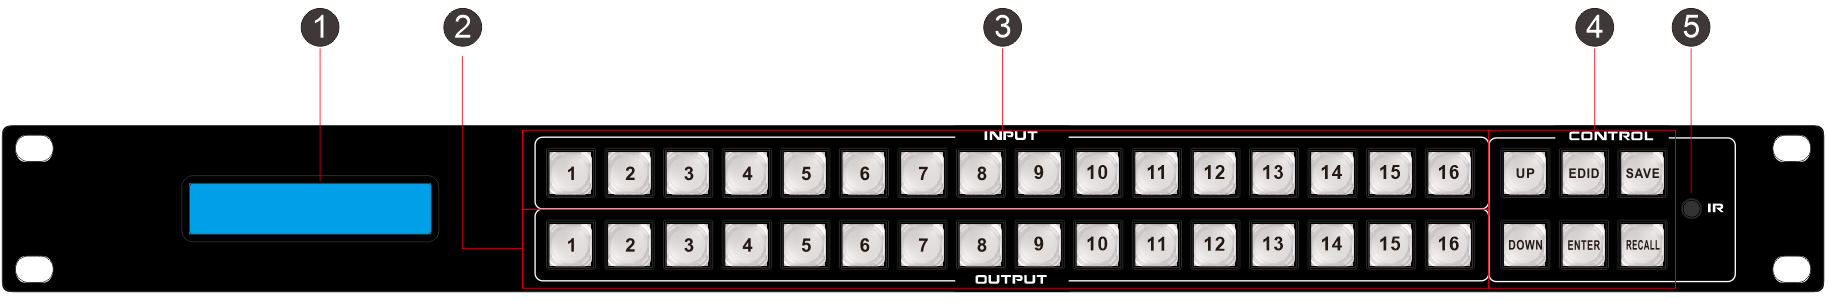 1 2 3 4 5
INPUT CONTROL
1 2 3 4 5 6 7 8 9 10 11 12 13 14 15 16 UP EDID SAVE
IR
1 2 3 4 5 6 7 8 9 10 11 12 13 14 15 16 DOWN ENTER RECALL
OUTPUT